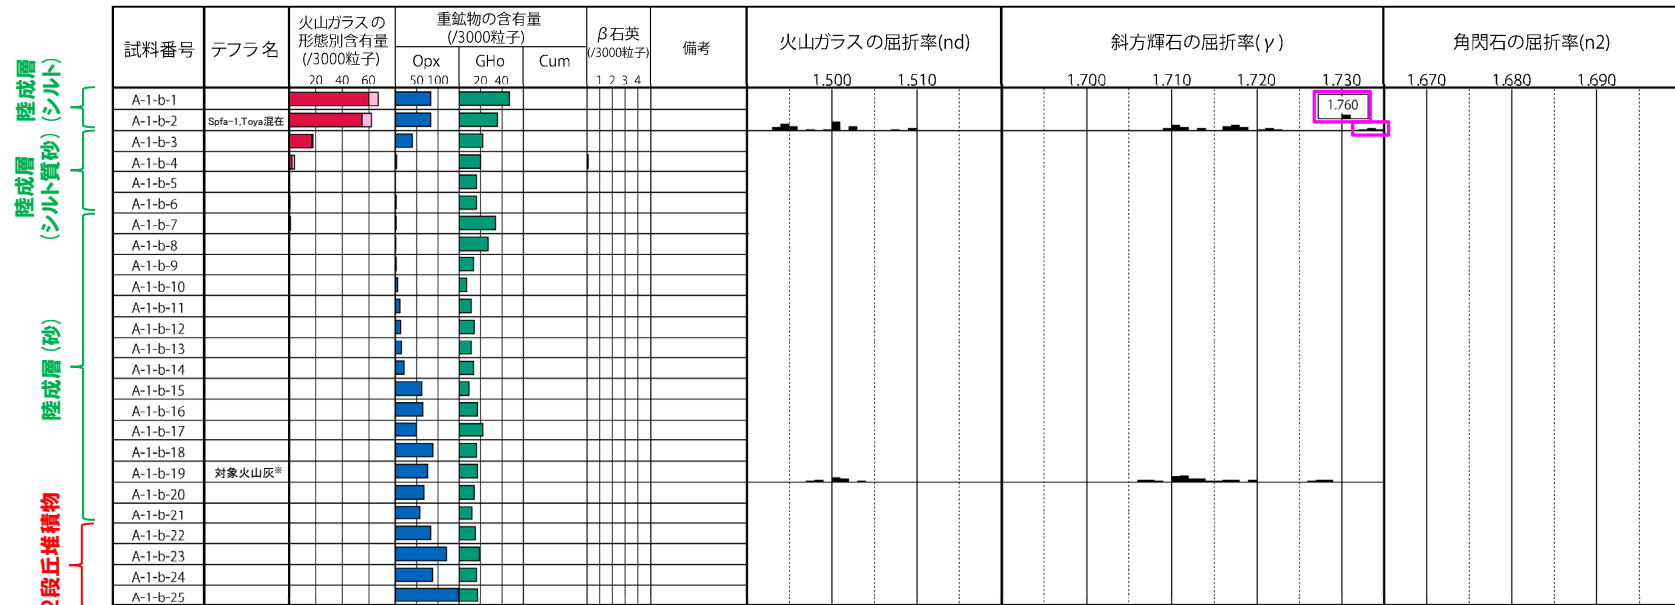 試料番号
テフラ名
火山ガラスの
形態別含有量
(/3000粒子)
20 40 60
重鉱物の含有量
(/3000粒子)
Opx
GHo
Cum
50 100
20 40
β石英
(/3000粒子)
1 2 3 4
備考
火山ガラスの屈折率(nd)
1.500 1.510
斜方輝石の屈折率(γ)
1.700 1.710 1.720 1.730
角閃石の屈折率(n2)
1.670 1.680 1.690
陸成層
(シルト)
陸成層
(シルト質砂)
陸成層(砂)
段丘堆積物
A-1-b-1
1.760
A-1-b-2 Spfa-1,Toya混在
A-1-b-3
A-1-b-4
A-1-b-5
A-1-b-6
A-1-b-7
A-1-b-8
A-1-b-9
A-1-b-10
A-1-b-11
A-1-b-12
A-1-b-13
A-1-b-14
A-1-b-15
A-1-b-16
A-1-b-17
A-1-b-18
A-1-b-19 対象火山灰※
A-1-b-20
A-1-b-21
A-1-b-22
A-1-b-23
A-1-b-24
A-1-b-25